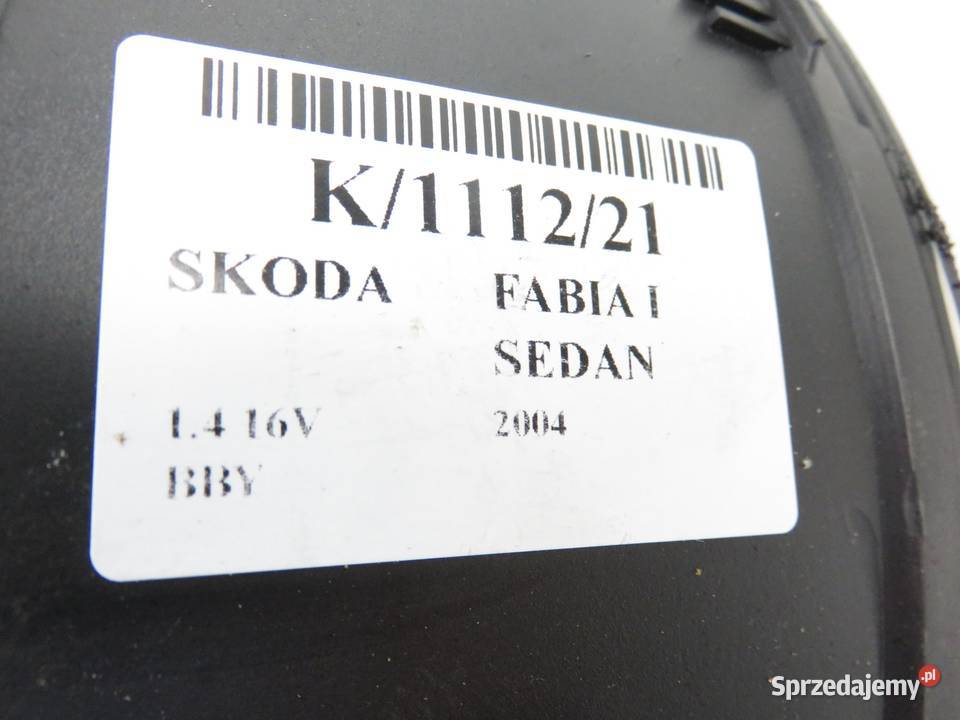 K/1112/21
SKODA FABIA I
SEDAN
1.4 16V 2004
BBY
Sprzedajemy.pl